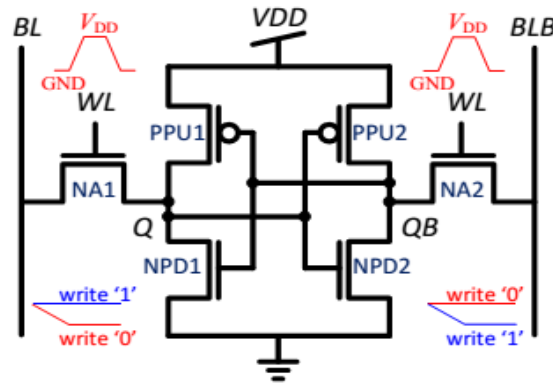 BL
VDD
BLB
VDD
GND
VDD
GND
WL
WL
PPU1
PPU2
NA1
NA2
Q
QB
NPD1
NPD2
write ‘1’
write ‘0’
write ‘0’
write ‘1’